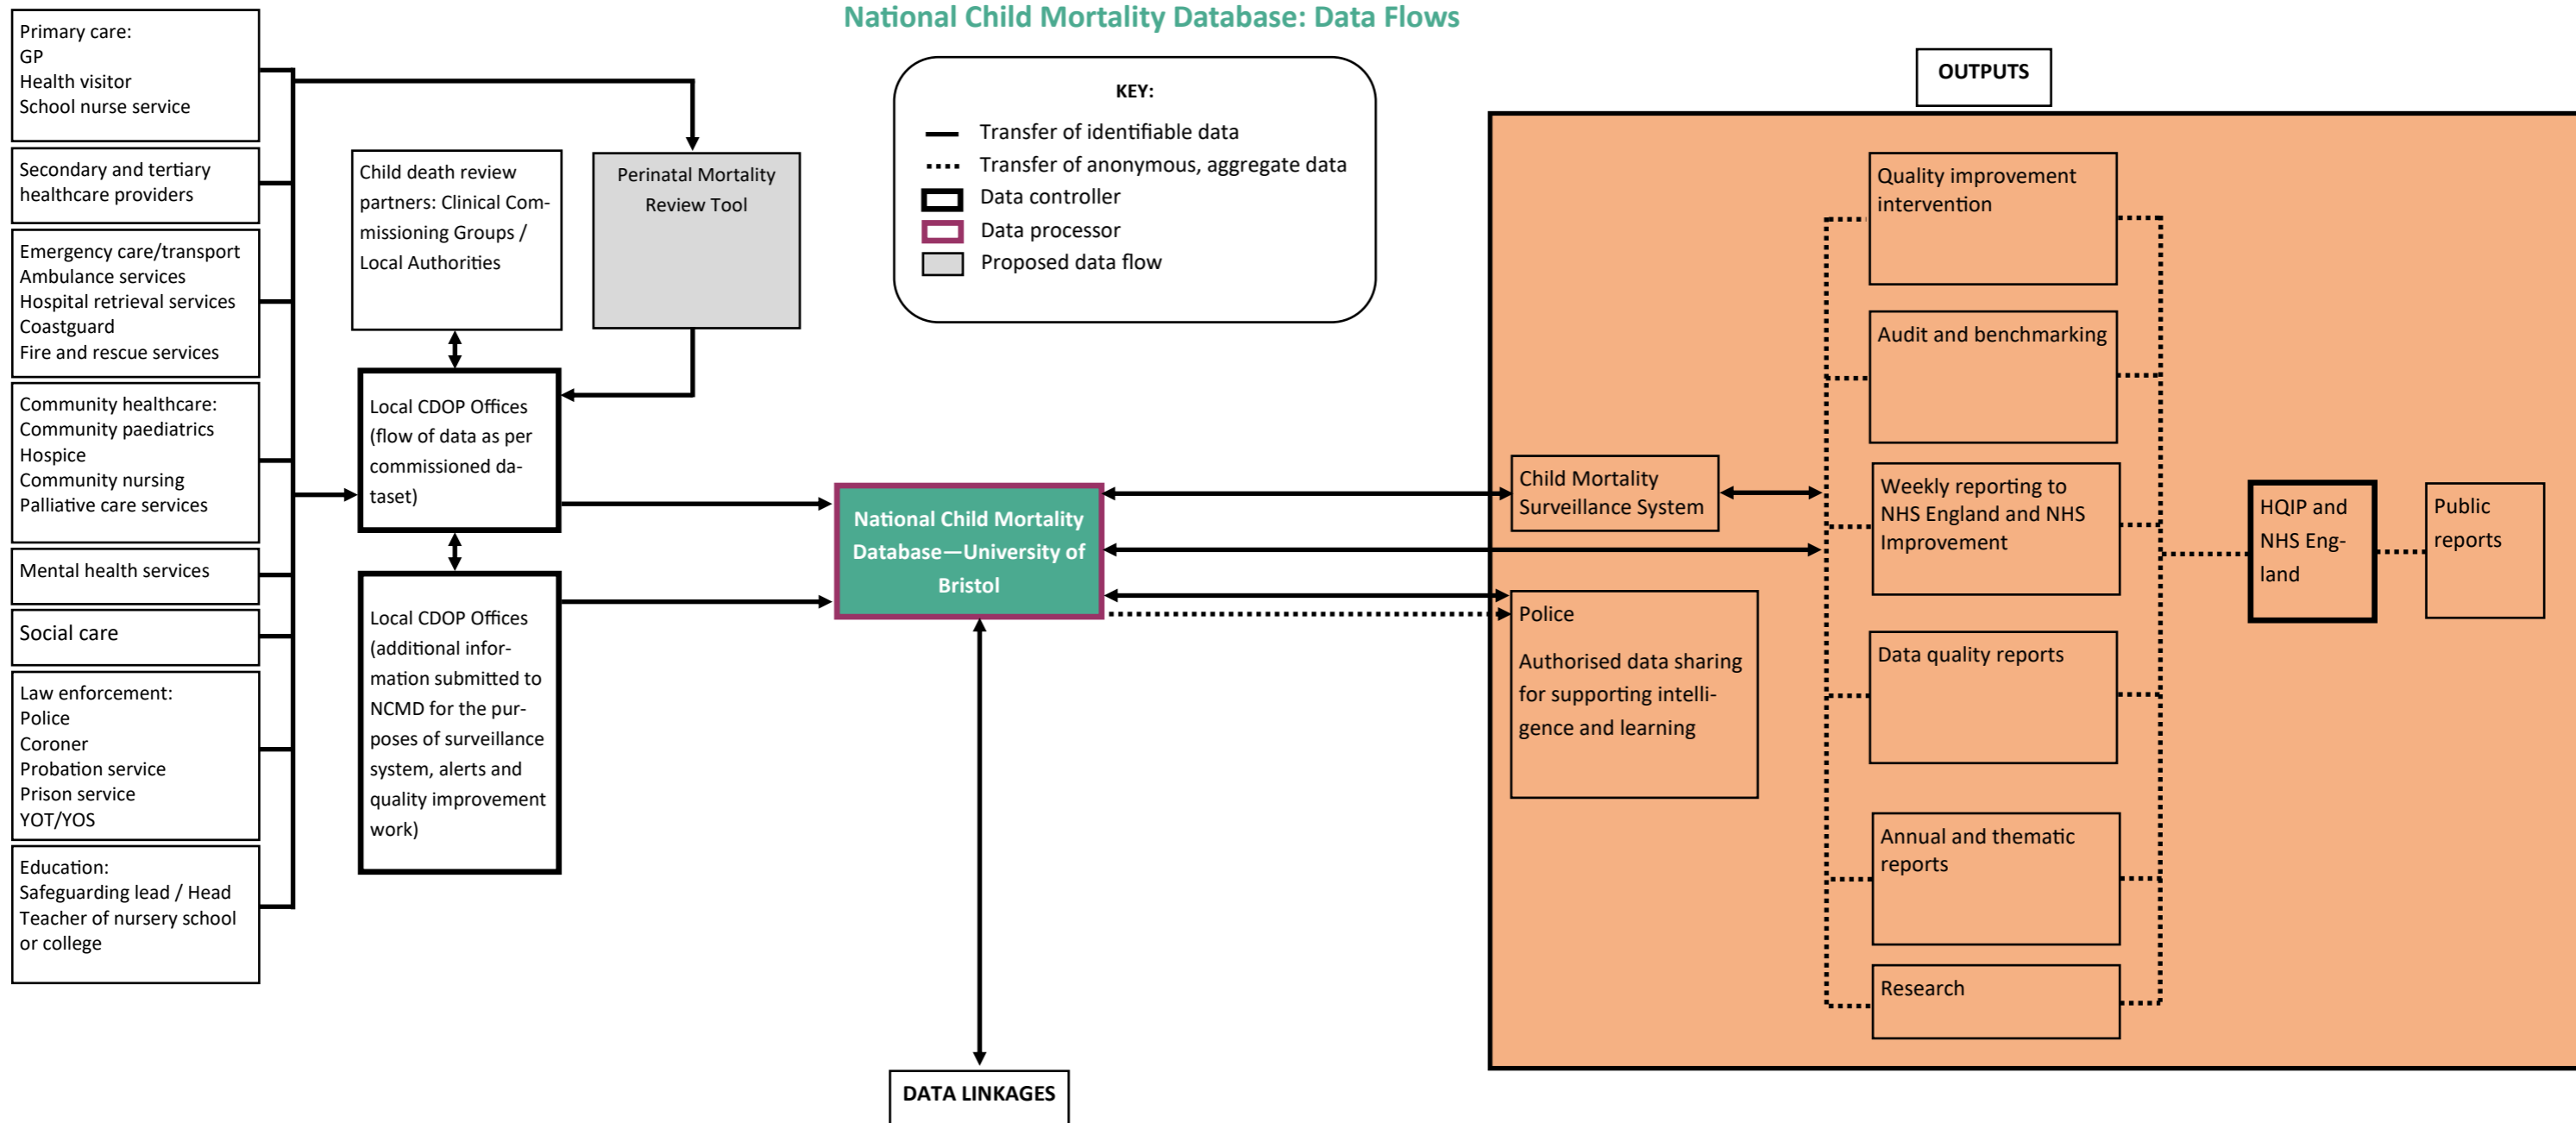 National Child Mortality Database: Data Flows
Primary care:
GP
Health visitor
School nurse service
Secondary and tertiary
healthcare providers
Emergency care/transport
Ambulance services
Hospital retrieval services
Coastguard
Fire and rescue services
Community healthcare:
Community paediatrics
Hospice
Community nursing
Palliative care services
Mental health services
Social care
Law enforcement:
Police
Coroner
Probation service
Prison service
YOT/YOS
Education:
Safeguarding lead / Head
Teacher of nursery school
or college
Child death review
partners: Clinical Com-
missioning Groups /
Local Authorities
Perinatal Mortality
Review Tool
Local CDOP Offices
(flow of data as per
commissioned da-
taset)
Local CDOP Offices
(additional infor-
mation submitted to
NCMD for the pur-
poses of surveillance
system, alerts and
quality improvement
work)
KEY:
Transfer of identifiable data
Transfer of anonymous, aggregate data
Data controller
Data processor
Proposed data flow
National Child Mortality
Database—University of
Bristol
DATA LINKAGES
OUTPUTS
Child Mortality
Surveillance System
Police
Authorised data sharing
for supporting intelli-
gence and learning
Quality improvement
intervention
Audit and benchmarking
Weekly reporting to
NHS England and NHS
Improvement
Data quality reports
Annual and thematic
reports
Research
HQIP and
NHS Eng-
land
Public
reports